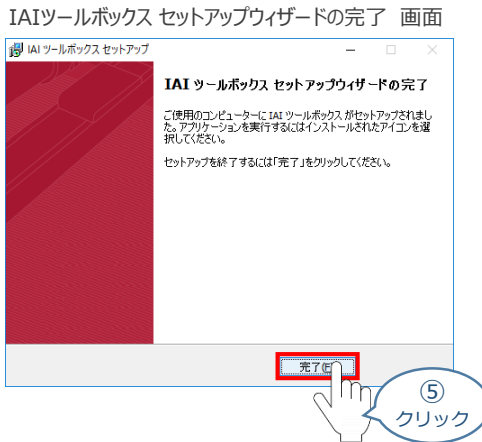 IAIツールボックス セットアップウィザードの完了 画面
IAI ツールボックス セットアップ
IAI ツールボックス セットアップウィザードの完了
ご使用のコンピューターに IAI ツールボックス がセットアップされまし
た。アプリケーションを実行するにはインストールされたアイコンを選
択してください。
セットアップを終了するには「完了」をクリックしてください。
完了(F)
⑤
クリック